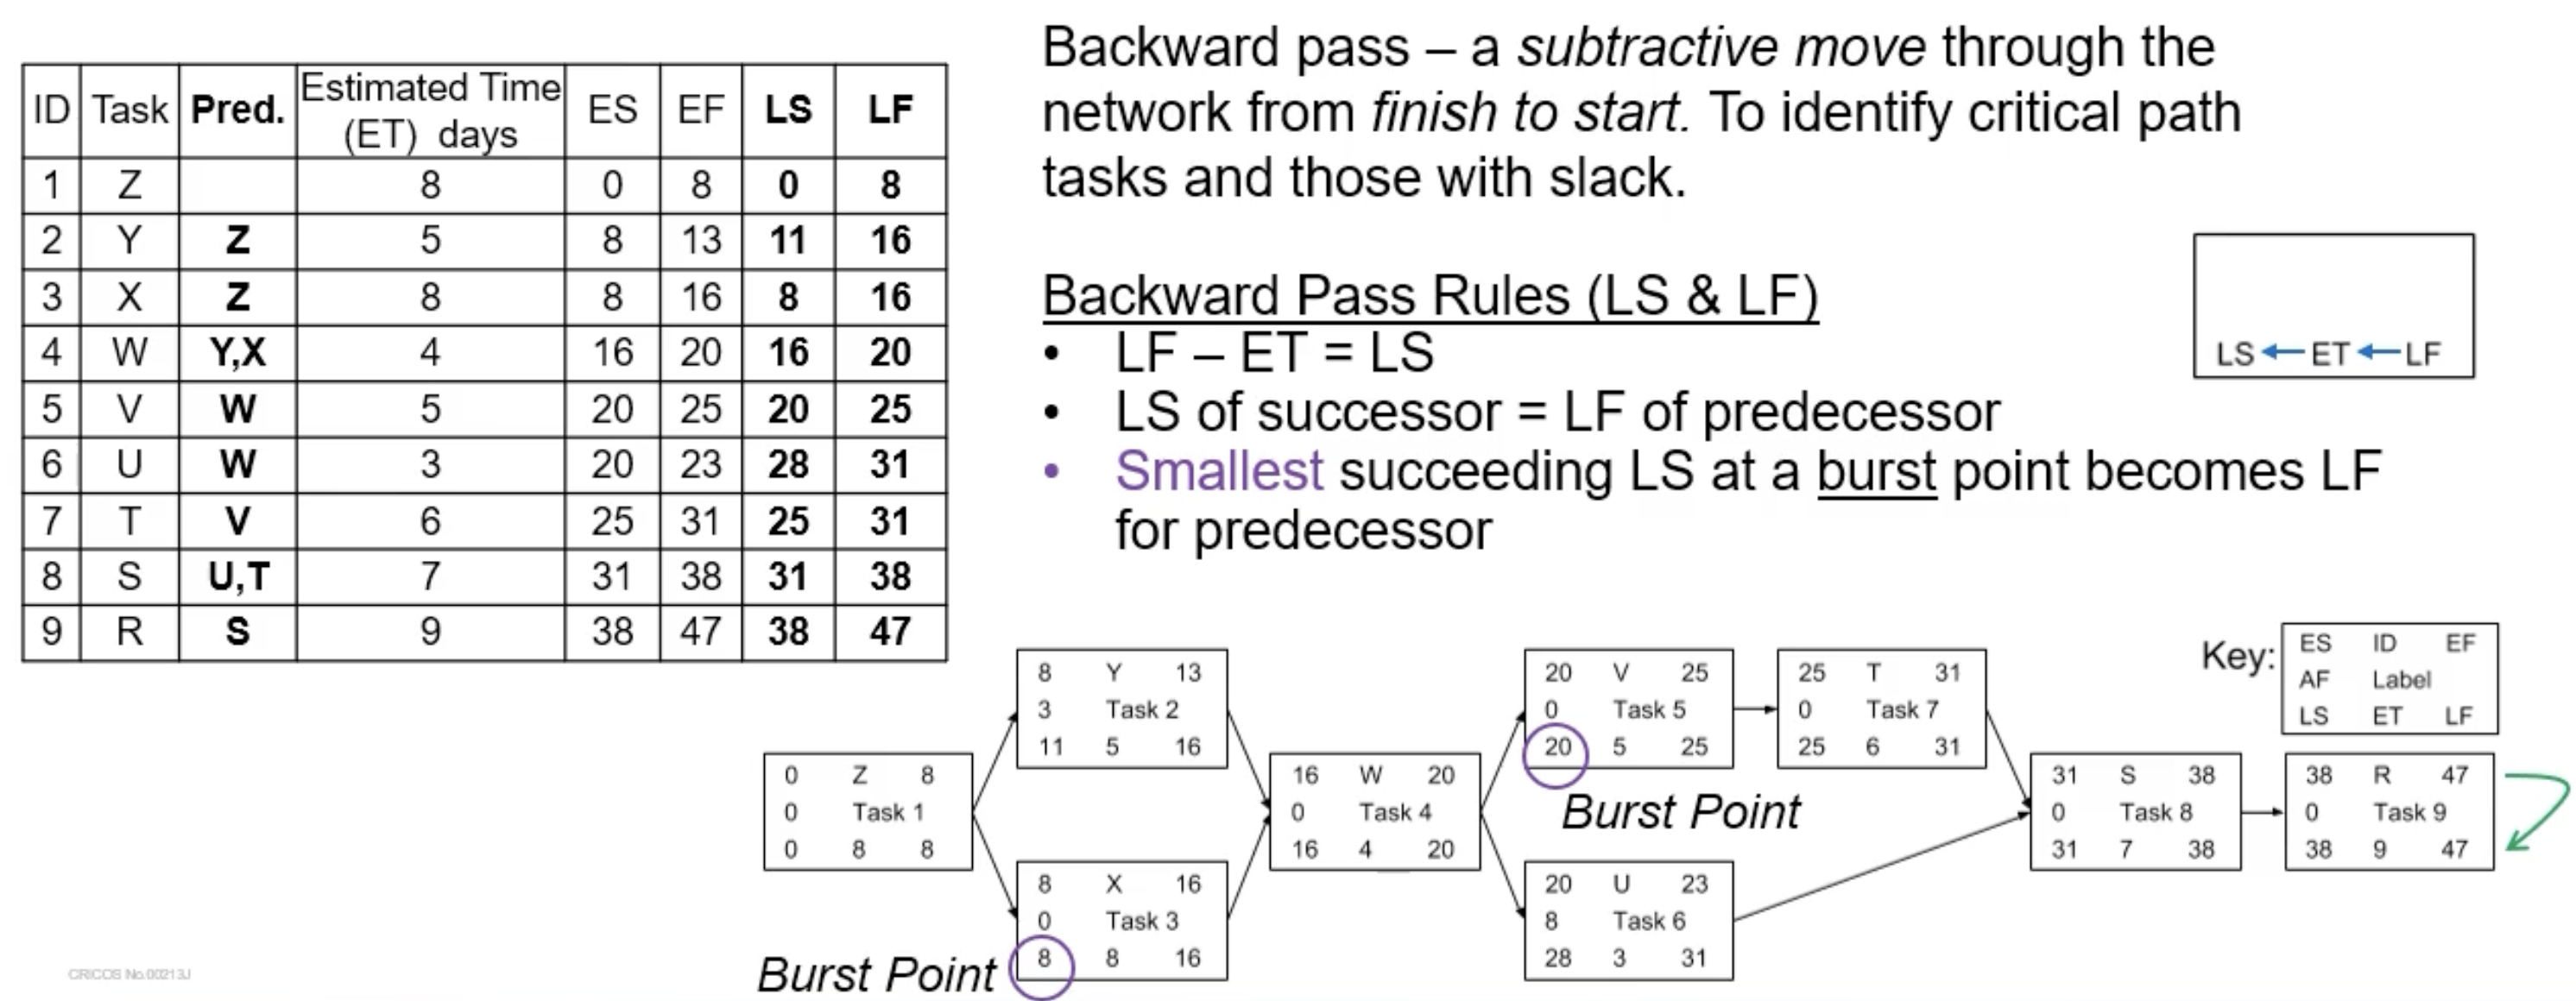 ID Task Pred. Estimated Time (ET) days ES EF LS LF
1 Z 8 0 8 0 8
2 Y Z 5 8 13 11 16
3 X Z 8 8 16 8 16
4 W Y,X 4 16 20 16 20
5 V W 5 20 25 20 25
6 U W 3 20 23 28 31
7 T V 6 25 31 25 31
8 S U,T 7 31 38 31 38
9 R S 9 38 47 38 47
Backward pass – a subtractive move through the
network from finish to start. To identify critical path
tasks and those with slack.
Backward Pass Rules (LS & LF)
• LF – ET = LS
• LS of successor = LF of predecessor
• Smallest succeeding LS at a burst point becomes LF
for predecessor
LS ET LF
Key:
ES ID EF
AF Label
LS ET LF
0 Z 8
0 Task 1
0 8 8
8 Y 13
3 Task 2
11 5 16
8 X 16
0 Task 3
8 8 16
Burst Point
16 W 20
0 Task 4
16 4 20
20 V 25
0 Task 5
20 5 25
Burst Point
20 U 23
8 Task 6
28 3 31
25 T 31
0 Task 7
25 6 31
31 S 38
0 Task 8
31 7 38
38 R 47
0 Task 9
38 9 47
CRICOS No.00213J